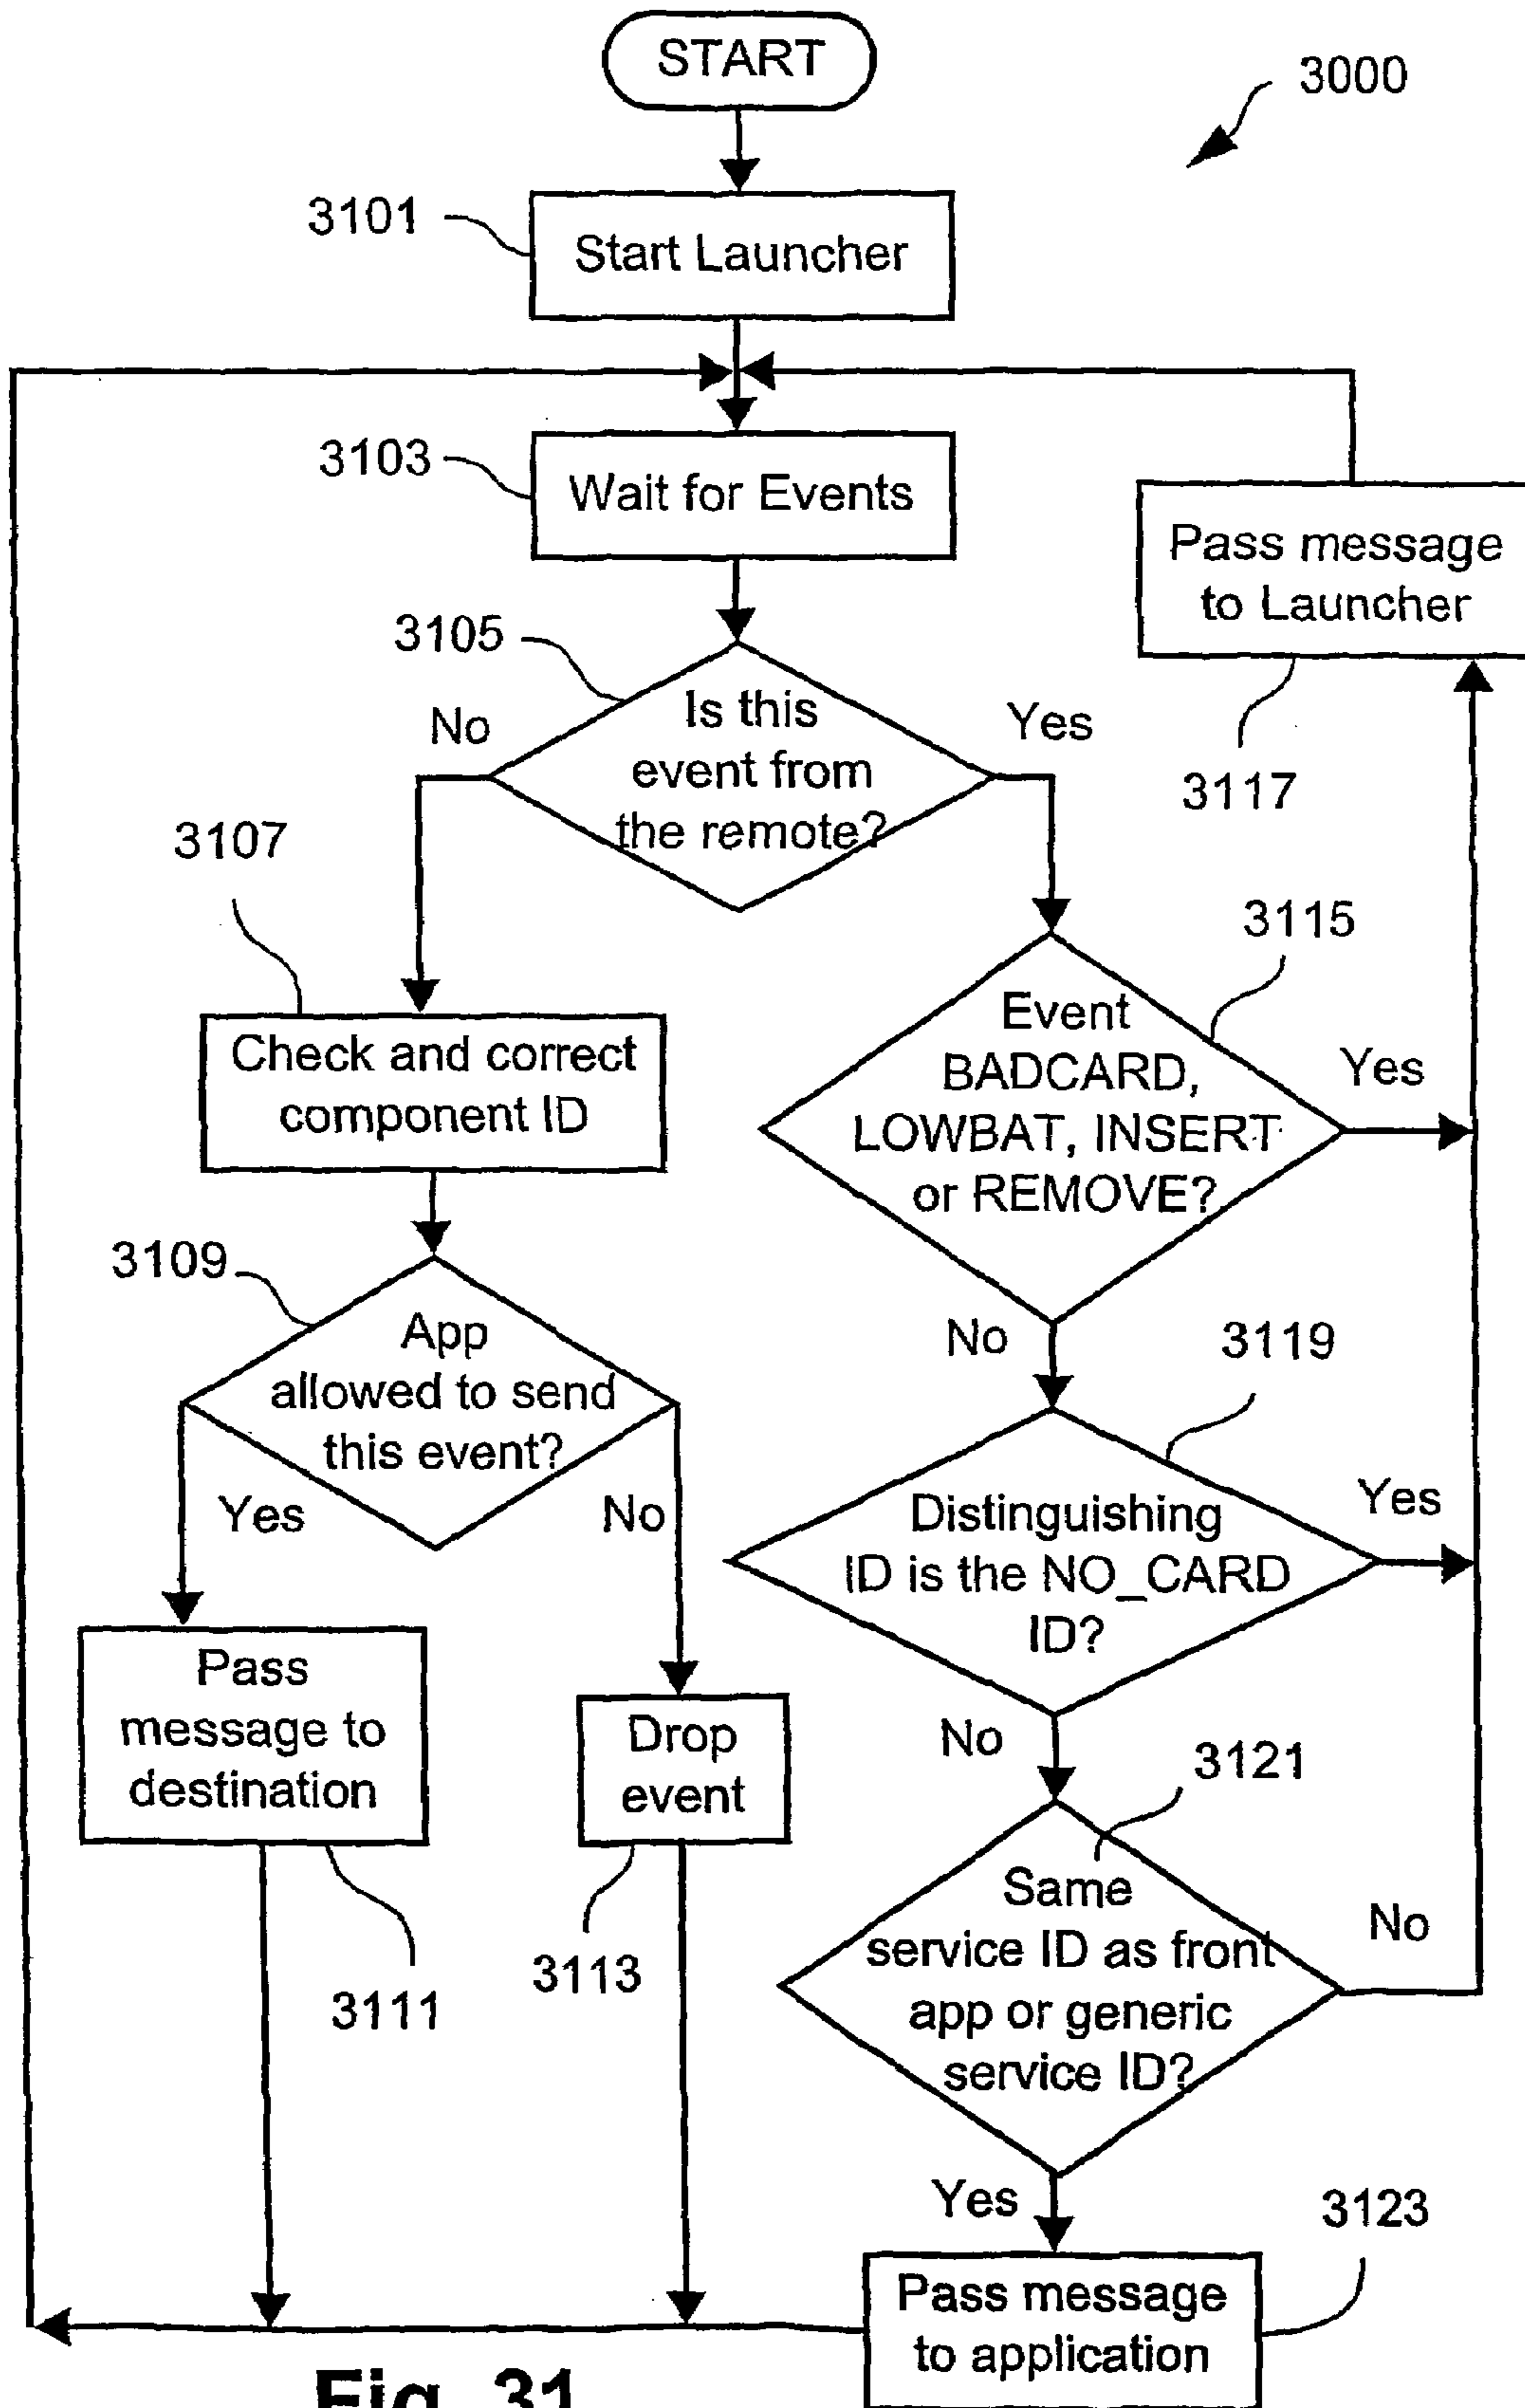 START
3000
3101
Start Launcher
3103
Wait for Events
Pass message
to Launcher
3117
3105
Is this
event from
the remote?
No
Yes
3107
Check and correct
component ID
3115
Event
BADCARD,
LOWBAT, INSERT
or REMOVE?
Yes
No
3109
App
allowed to send
this event?
Yes
No
3119
Distinguishing
ID is the NO_CARD
ID?
Yes
No
Pass
message to
destination
3111
Drop
event
3113
3121
Same
service ID as front
app or generic
service ID?
No
Yes
3123
Pass message
to application
Fig. 31